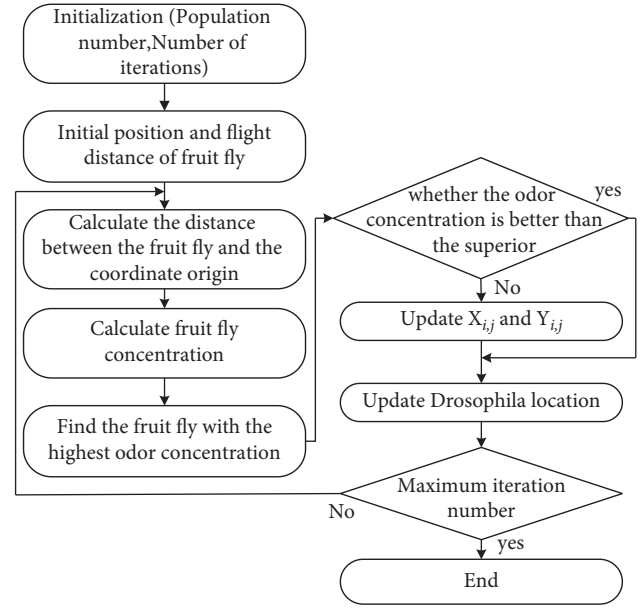 Initialization (Population
number,Number of
iterations)
Initial position and flight
distance of fruit fly
Calculate the distance
between the fruit fly and the
coordinate origin
Calculate fruit fly
concentration
Find the fruit fly with the
highest odor concentration
whether the odor
concentration is better than
the superior
yes
No
Update X_{i,j} and Y_{i,j}
Update Drosophila location
Maximum iteration
number
No
yes
End